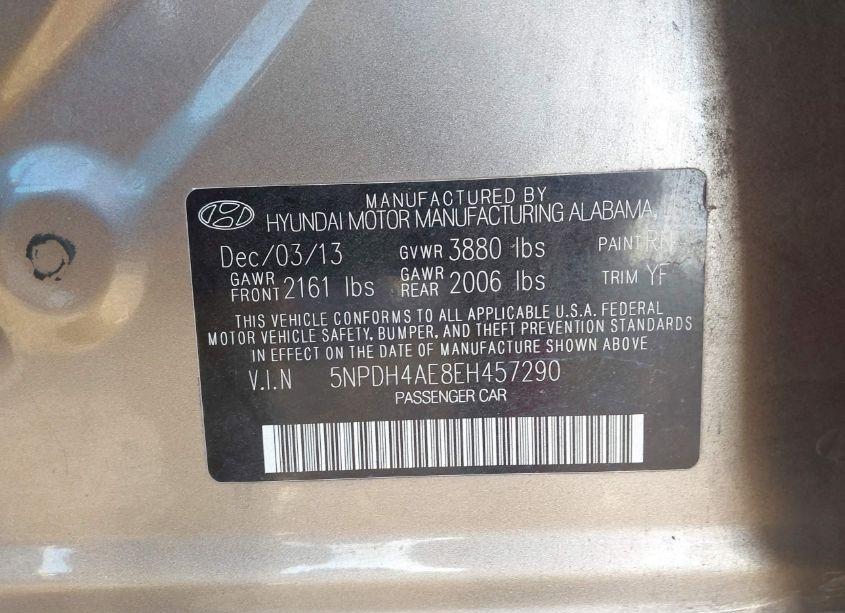 MANUFACTURED BY
HYUNDAI MOTOR MANUFACTURING ALABAMA,
Dec/03/13 GVWR 3880 lbs PAINT RN
GAWR FRONT 2161 lbs GAWR REAR 2006 lbs TRIM YF
THIS VEHICLE CONFORMS TO ALL APPLICABLE U.S.A. FEDERAL
MOTOR VEHICLE SAFETY, BUMPER, AND THEFT PREVENTION STANDARDS
IN EFFECT ON THE DATE OF MANUFACTURE SHOWN ABOVE
V.I.N 5NPDH4AE8EH457290
PASSENGER CAR